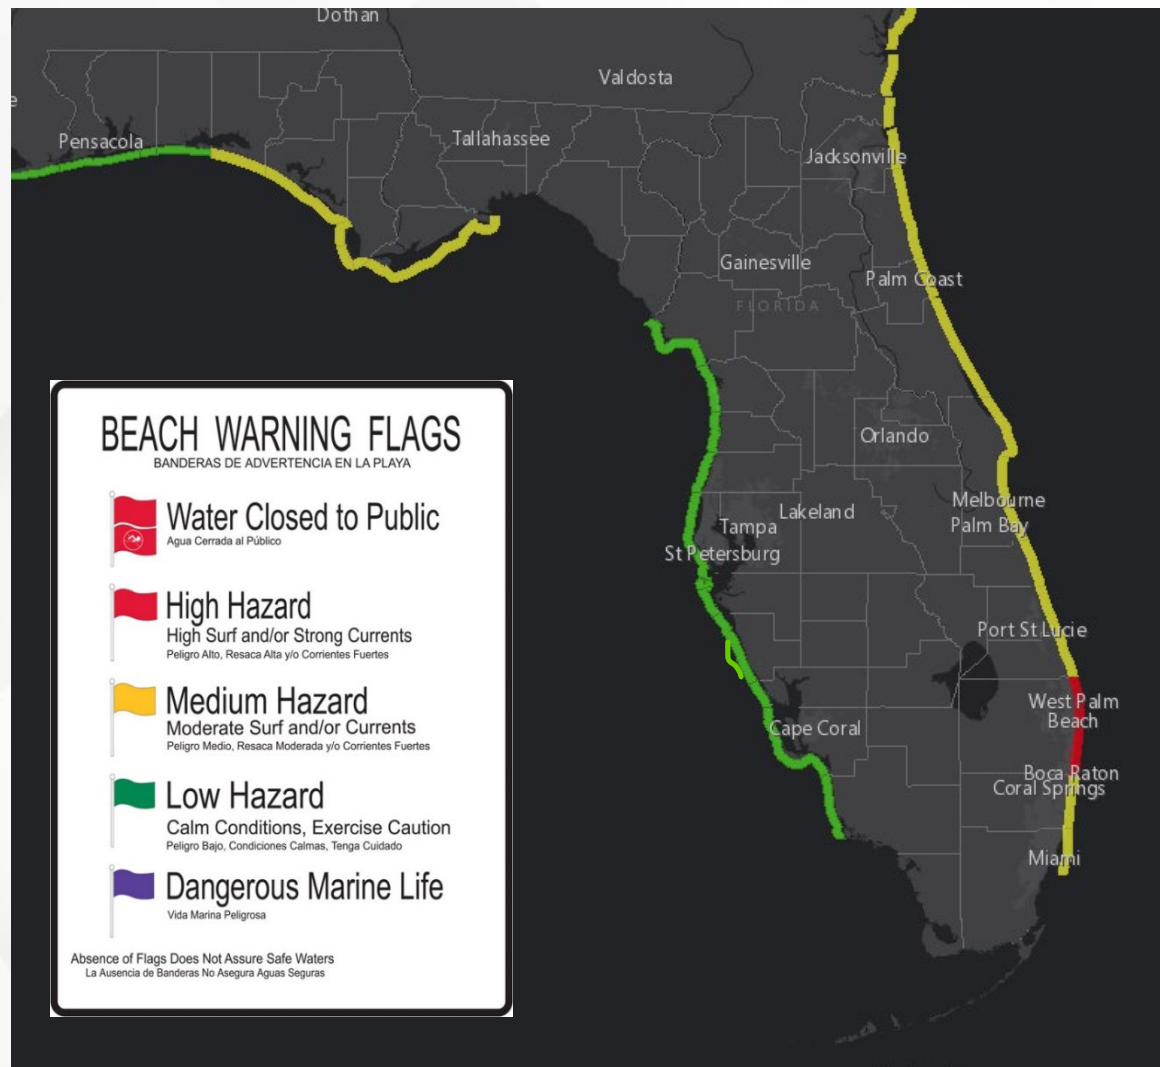 Dothan
Valdosta
e
Pensacola
Tallahassee
Jacksonville
Gainesville
Palm Coast
FLORIDA
Orlando
Melbourne
Lakeland
Tampa
Palm Bay
St Petersburg
Port St Lucie
West Palm
Beach
Cape Coral
Boca Raton
Coral Springs
Miami
BEACH WARNING FLAGS
BANDERAS DE ADVERTENCIA EN LA PLAYA
Water Closed to Public
Agua Cerrada al Público
High Hazard
High Surf and/or Strong Currents
Peligro Alto, Resaca Alta y/o Corrientes Fuertes
Medium Hazard
Moderate Surf and/or Currents
Peligro Medio, Resaca Moderada y/o Corrientes Fuertes
Low Hazard
Calm Conditions, Exercise Caution
Peligro Bajo, Condiciones Calmas, Tenga Cuidado
Dangerous Marine Life
Vida Marina Peligrosa
Absence of Flags Does Not Assure Safe Waters
La Ausencia de Banderas No Asegura Aguas Seguras